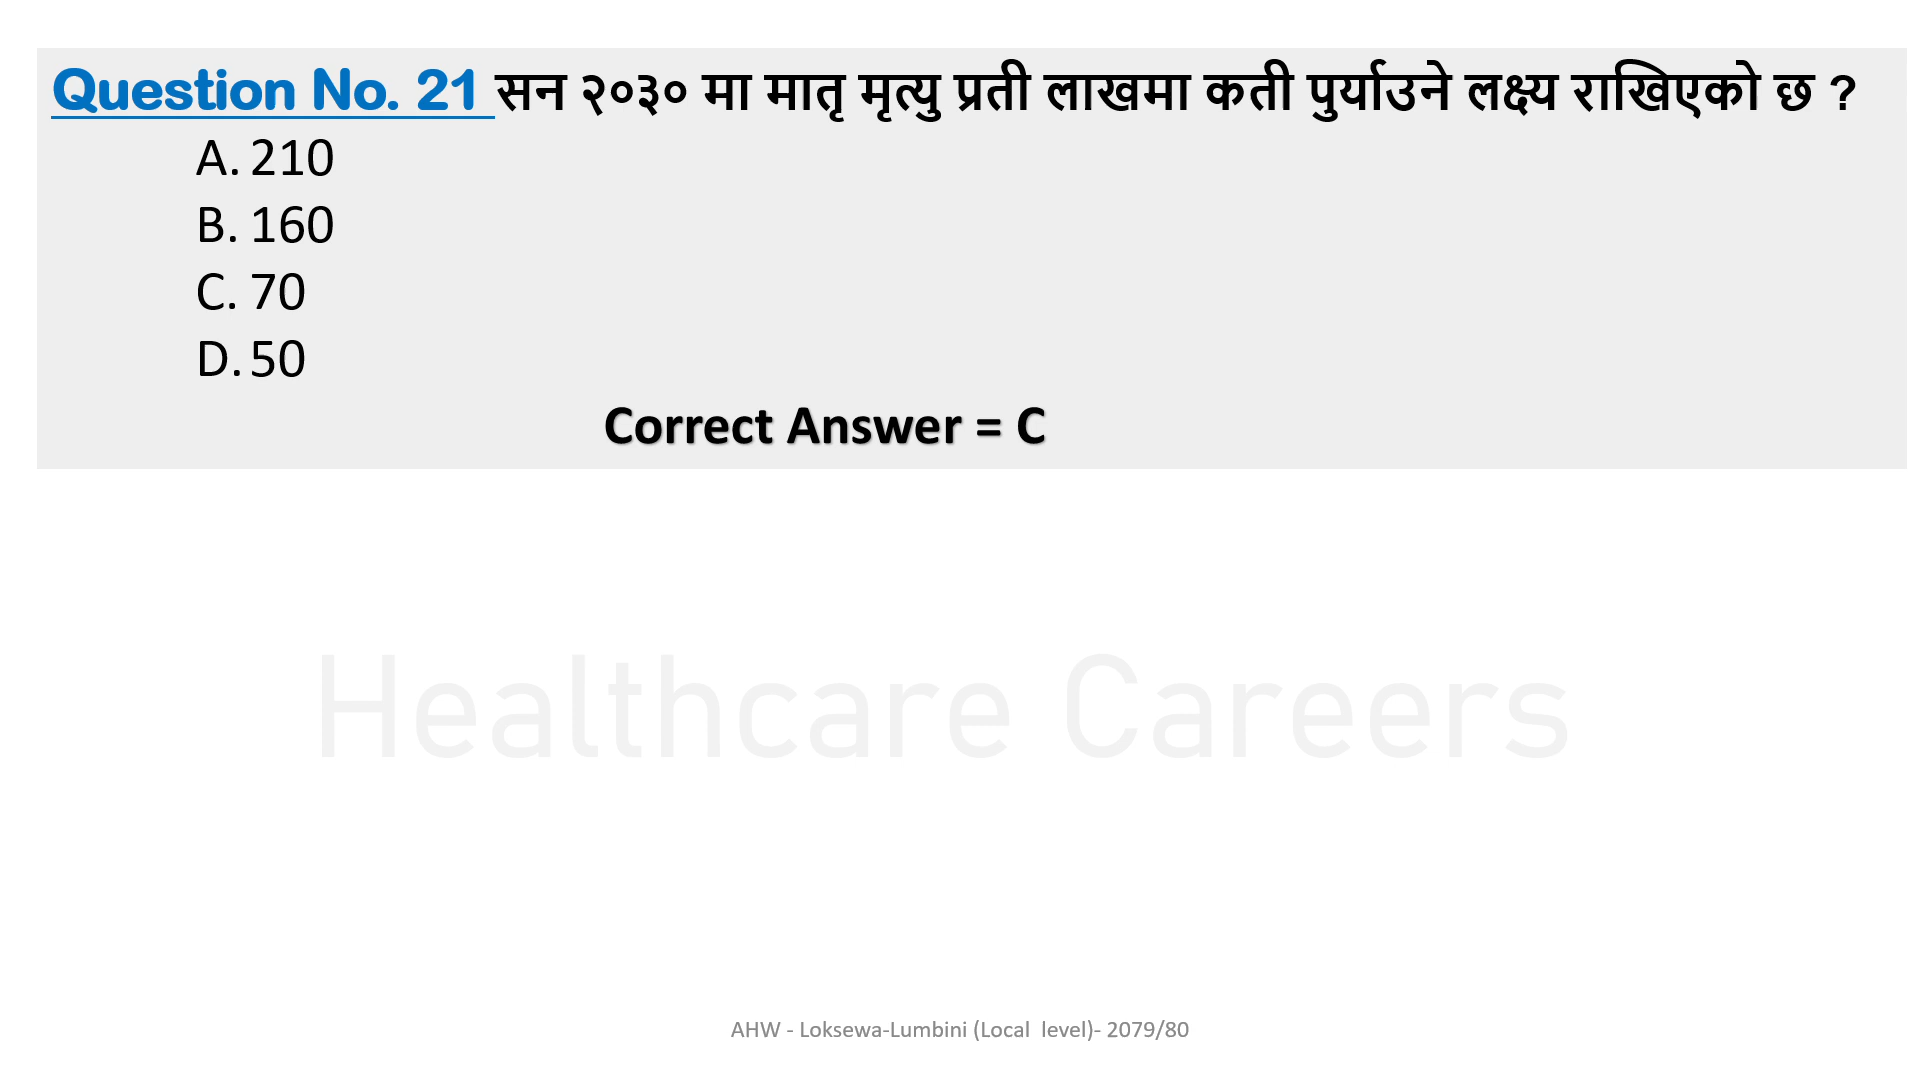 Question No. 21 सन २०३० मा मातृ मृत्यु प्रती लाखमा कती पुर्याउने लक्ष्य राखिएको छ ?
A. 210
B. 160
C. 70
D. 50
Correct Answer = C
Healthcare Careers
AHW - Loksewa-Lumbini (Local level)- 2079/80